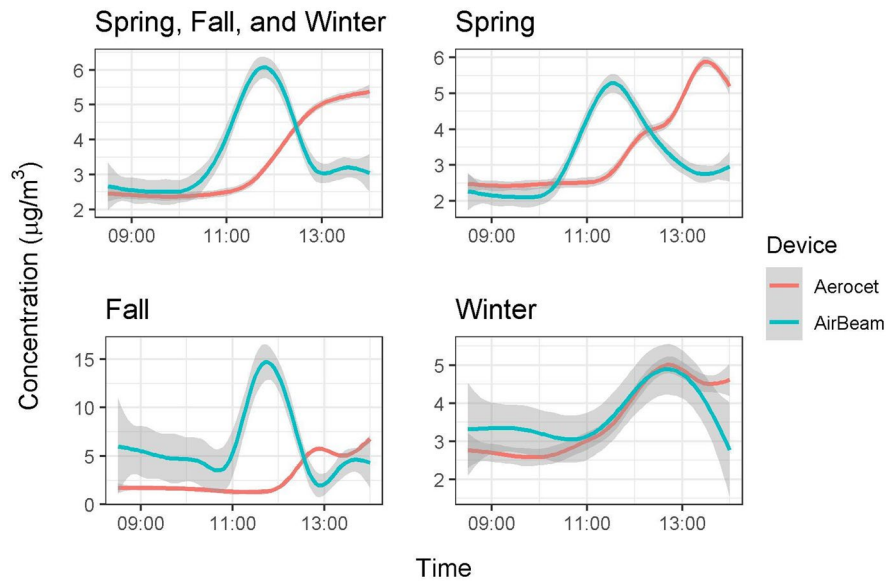 Spring, Fall, and Winter
Spring
6
5
4
3
2
09:00 11:00 13:00
6
5
4
3
2
09:00 11:00 13:00
Concentration (μg/m³)
Fall
Winter
15
10
5
0
09:00 11:00 13:00
5
4
3
2
09:00 11:00 13:00
Time
Device
Aerocet
AirBeam